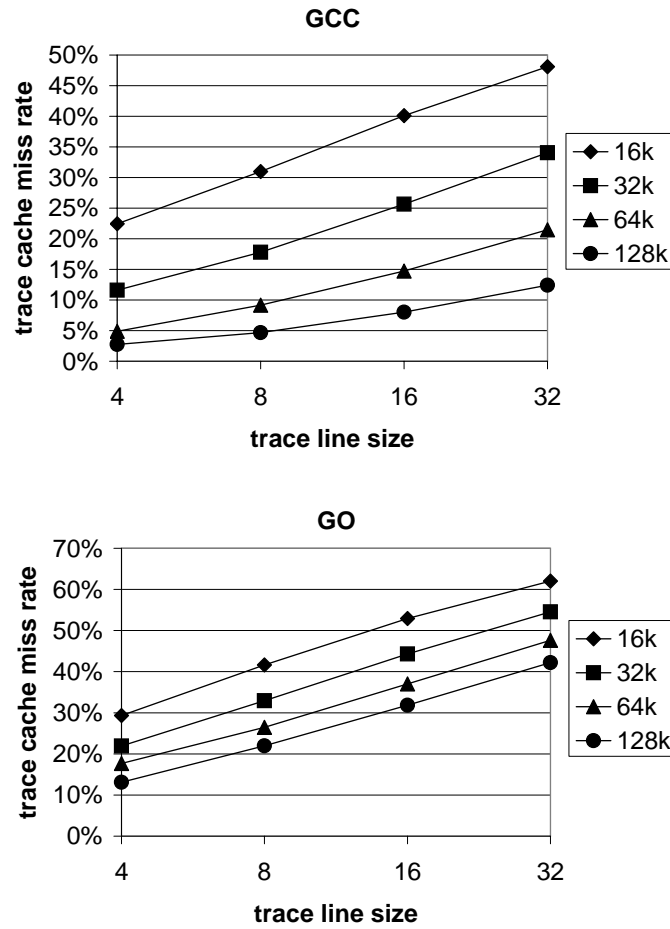 GCC
50%
45%
40%
35%
30%
25%
20%
15%
10%
5%
0%
trace cache miss rate
4 8 16 32
trace line size
16k
32k
64k
128k
GO
70%
60%
50%
40%
30%
20%
10%
0%
trace cache miss rate
4 8 16 32
trace line size
16k
32k
64k
128k